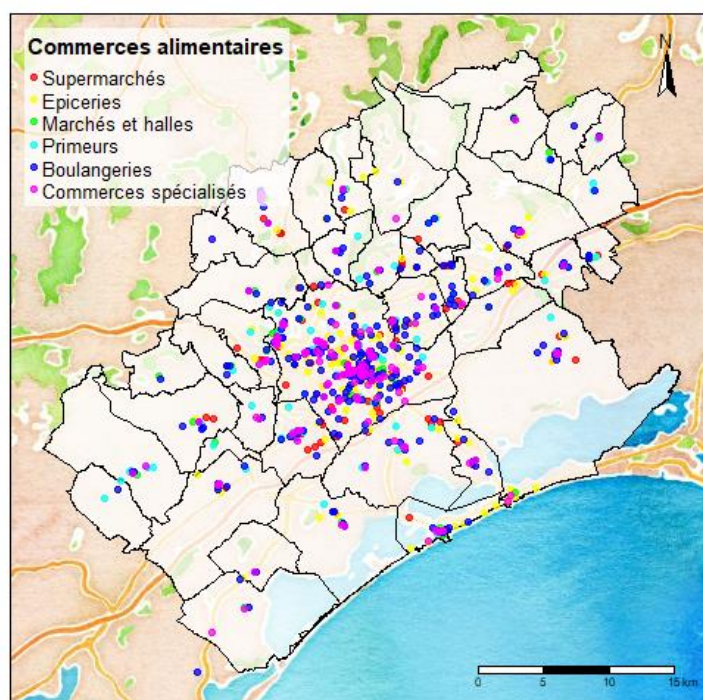 Commerces alimentaires
Supermarchés
Epiceries
Marchés et halles
Primeurs
Boulangeries
Commerces spécialisés
N
0 5 10 15 km